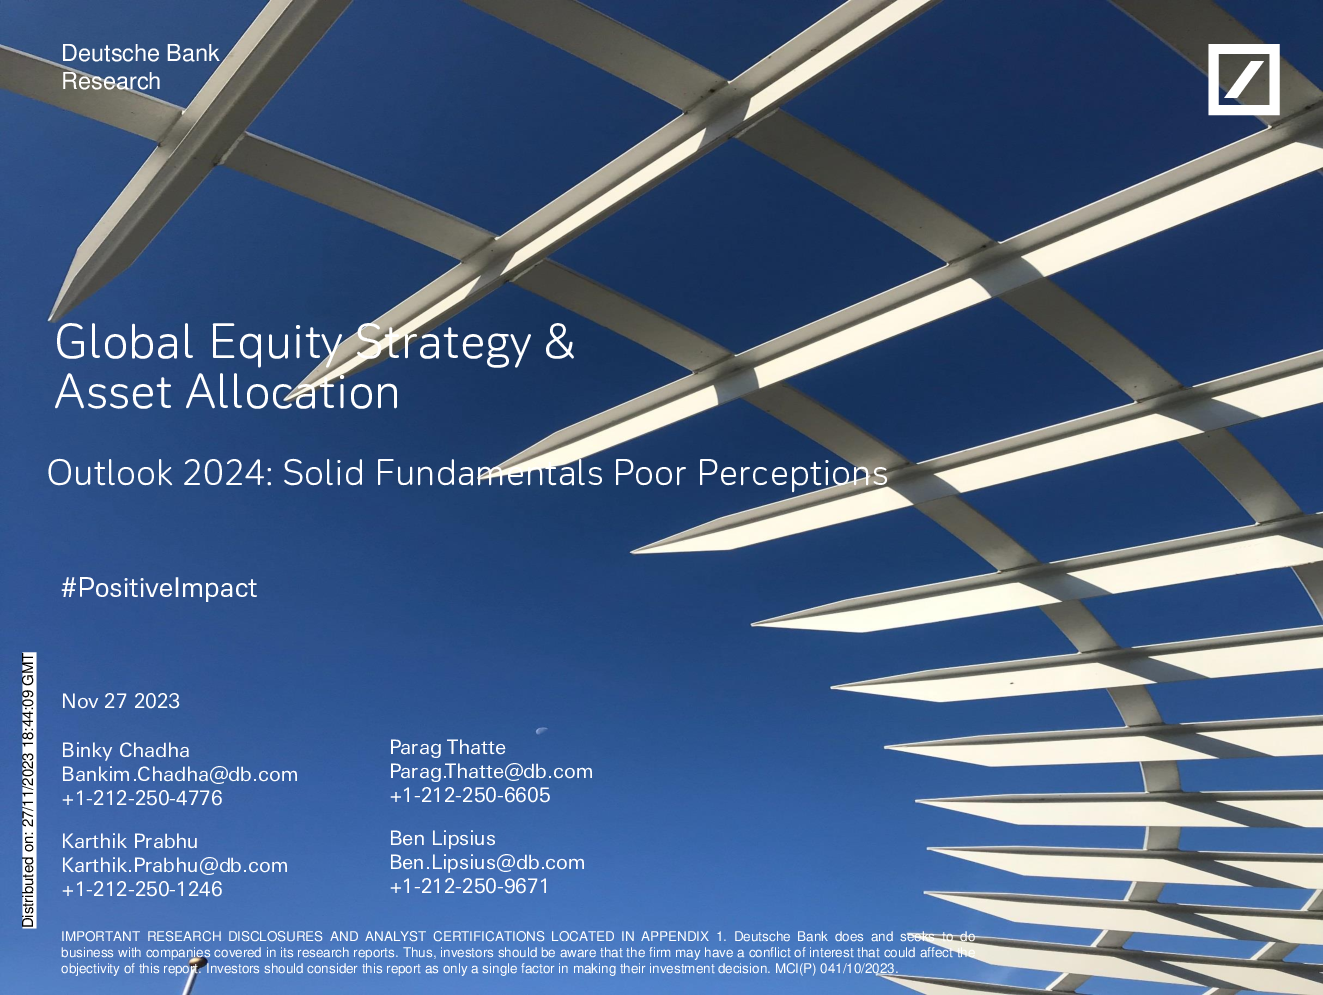 Deutsche Bank
Research
Global Equity Strategy &
Asset Allocation
Outlook 2024: Solid Fundamentals Poor Perceptions
#PositiveImpact
Distributed on: 27/11/2023 18:44:09 GMT
Nov 27 2023
Binky Chadha
Bankim.Chadha@db.com
+1-212-250-4776
Parag Thatte
Parag.Thatte@db.com
+1-212-250-6605
Karthik Prabhu
Karthik.Prabhu@db.com
+1-212-250-1246
Ben Lipsius
Ben.Lipsius@db.com
+1-212-250-9671
IMPORTANT RESEARCH DISCLOSURES AND ANALYST CERTIFICATIONS LOCATED IN APPENDIX 1. Deutsche Bank does and seeks to do
business with companies covered in its research reports. Thus, investors should be aware that the firm may have a conflict of interest that could affect the
objectivity of this report. Investors should consider this report as only a single factor in making their investment decision. MCI(P) 041/10/2023.